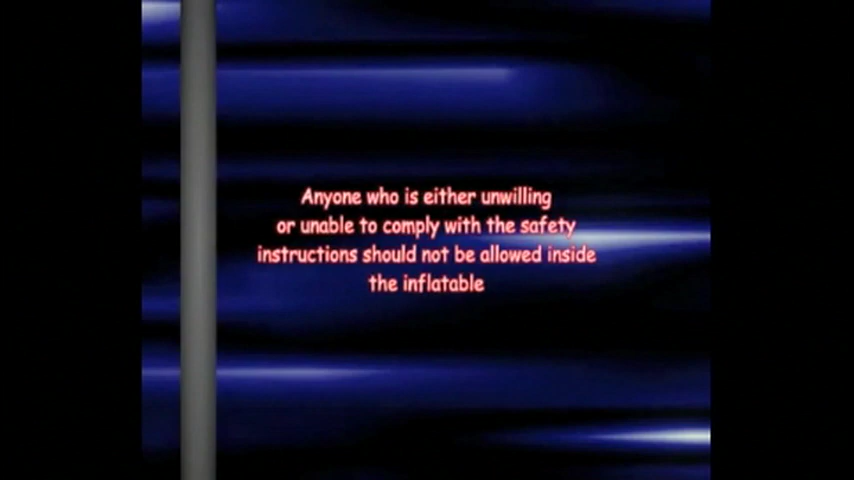 Anyone who is either unwilling
or unable to comply with the safety
instructions should not be allowed inside
the inflatable